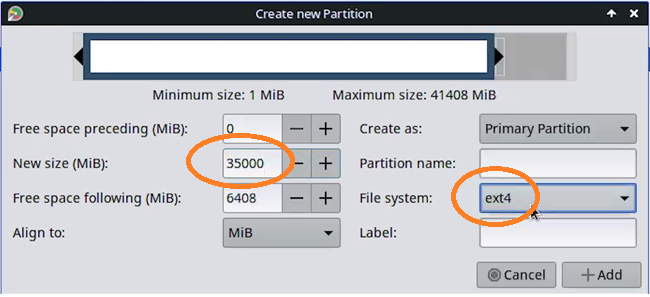 Create new Partition
Minimum size: 1 MiB Maximum size: 41408 MiB
Free space preceding (MiB): 0 Create as: Primary Partition
New size (MiB): 35000 Partition name:
Free space following (MiB): 6408 File system: ext4
Align to: MiB Label:
Cancel Add